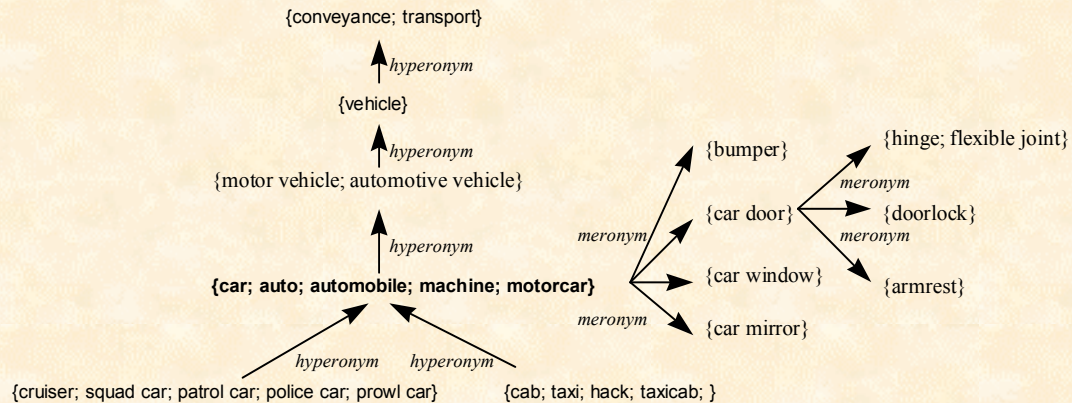 {conveyance; transport}
hyperonym
{vehicle}
hyperonym
{motor vehicle; automotive vehicle}
hyperonym
{car; auto; automobile; machine; motorcar}
hyperonym
hyperonym
{cruiser; squad car; patrol car; police car; prowl car}
{cab; taxi; hack; taxicab; }
meronym
meronym
{bumper}
{car door}
{car window}
{car mirror}
meronym
meronym
{hinge; flexible joint}
{doorlock}
{armrest}